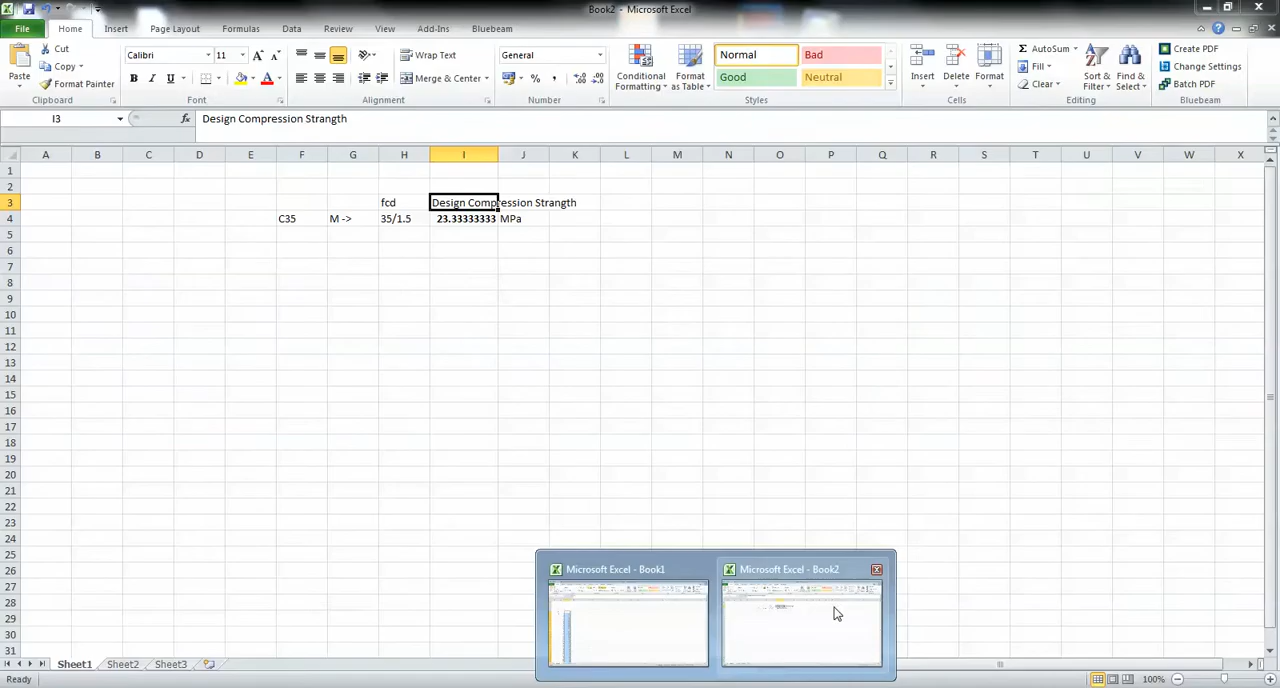 Book2 - Microsoft Excel
File Home Insert Page Layout Formulas Data Review View Add-Ins Bluebeam
Paste Cut Copy Format Painter Clipboard
Calibri 11 B I U A A A Font
Wrap Text Merge & Center Alignment
General % , Number
Conditional Formatting Format as Table Normal Bad Good Neutral Styles
Insert Delete Format Cells
AutoSum Fill Clear Sort & Filter Find & Select Editing
Create PDF Change Settings Batch PDF Bluebeam
I3 fx Design Compression Strangth
A B C D E F G H I J K L M N O P Q R S T U V W X
1
2
3 fcd Design Compression Strangth
4 C35 M -> 35/1.5 23.33333333 MPa
5
6
7
8
9
10
11
12
13
14
15
16
17
18
19
20
21
22
23
24
25
26
27
28
29
30
31
Microsoft Excel - Book1 Microsoft Excel - Book2
Sheet1 Sheet2 Sheet3
Ready 100%